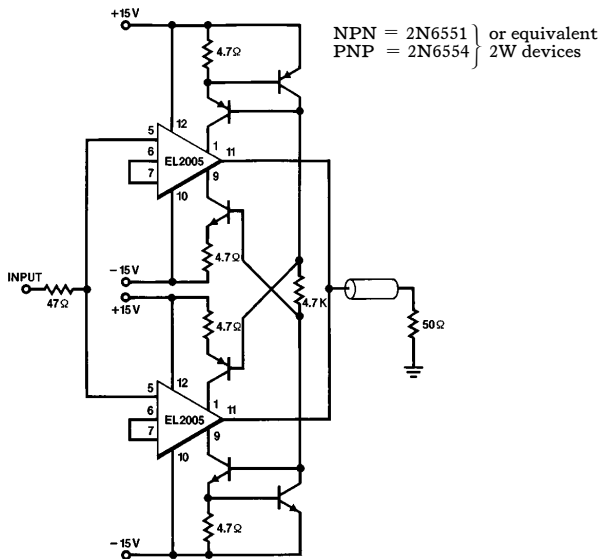 +15V
NPN = 2N6551 } or equivalent
PNP = 2N6554 } 2W devices
4.7Ω
12
5
6
7
EL2005
1
11
9
10
4.7Ω
-15V
INPUT
47Ω
+15V
4.7Ω
4.7K
50Ω
12
5
6
7
EL2005
1
11
9
10
4.7Ω
-15V